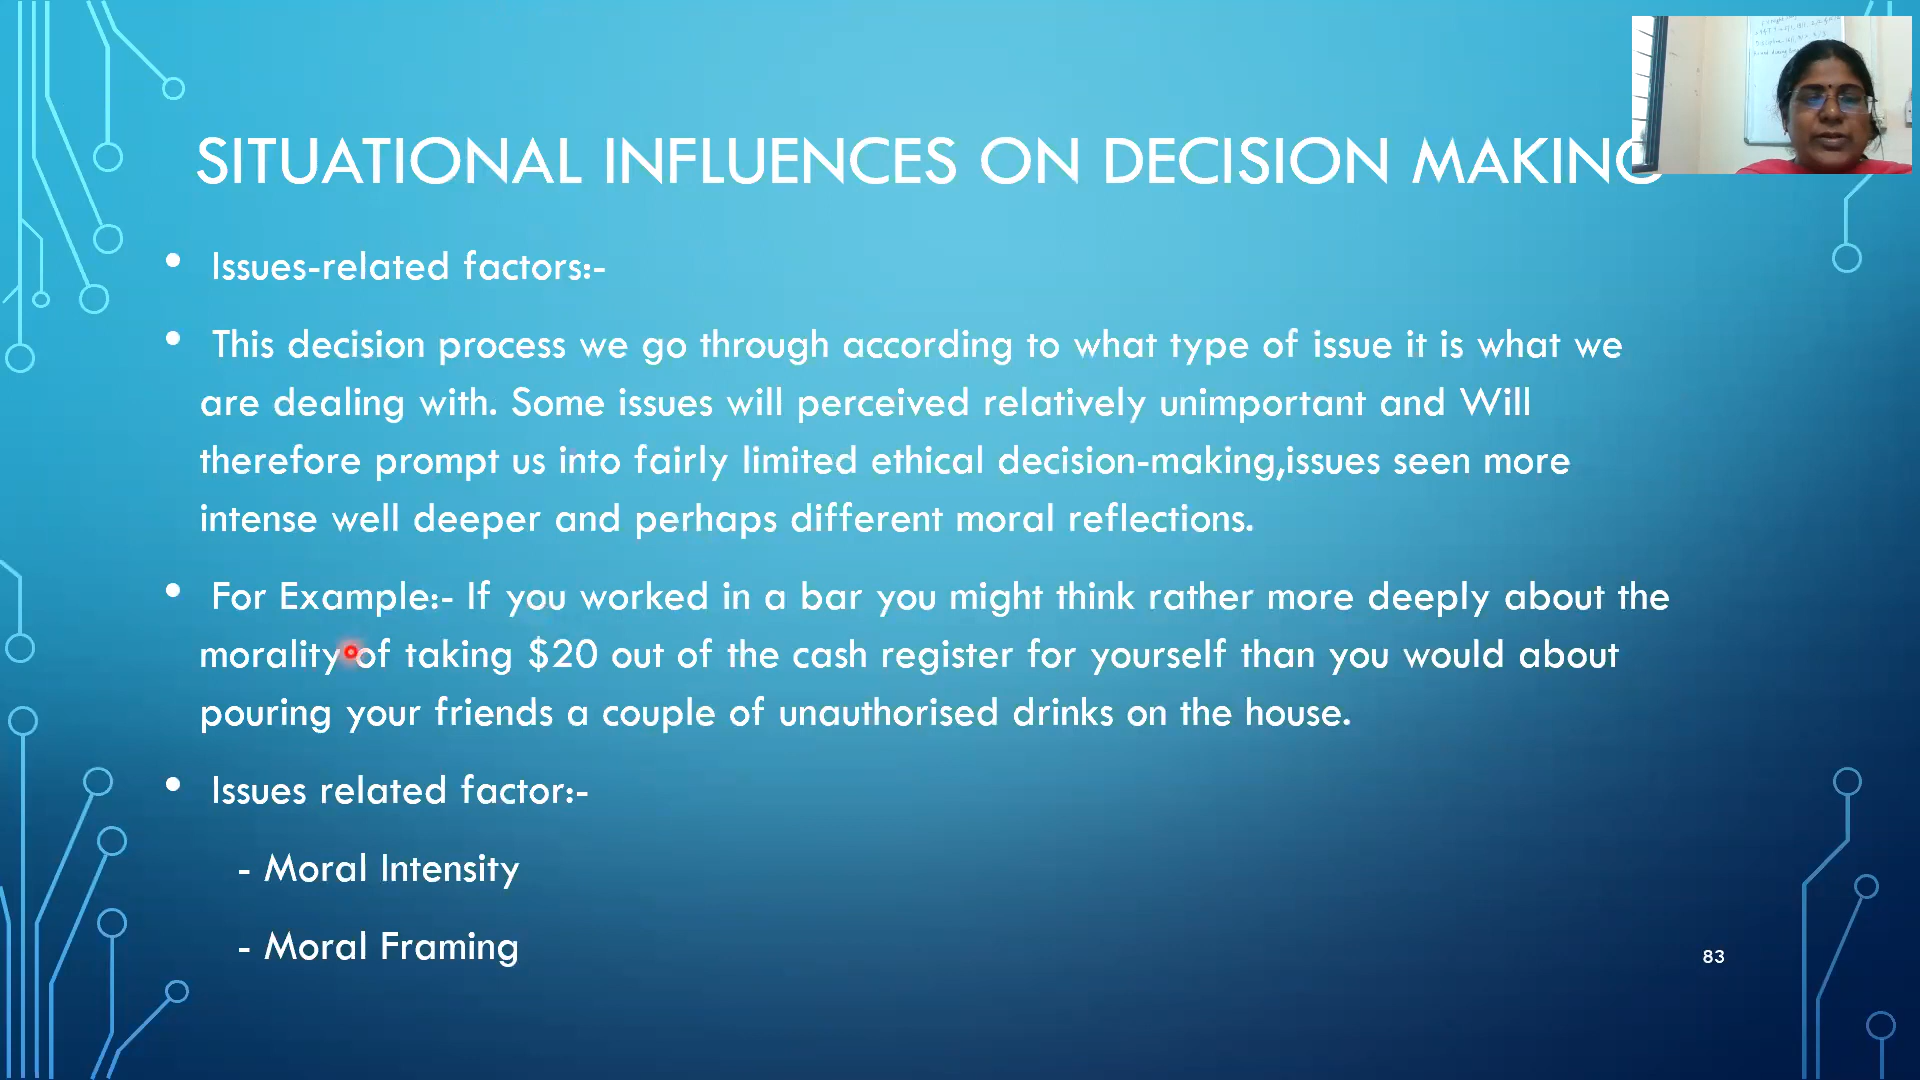 SITUATIONAL INFLUENCES ON DECISION MAKING
• Issues-related factors:-
• This decision process we go through according to what type of issue it is what we
are dealing with. Some issues will perceived relatively unimportant and Will
therefore prompt us into fairly limited ethical decision-making,issues seen more
intense well deeper and perhaps different moral reflections.
• For Example:- If you worked in a bar you might think rather more deeply about the
morality of taking $20 out of the cash register for yourself than you would about
pouring your friends a couple of unauthorised drinks on the house.
• Issues related factor:-
- Moral Intensity
- Moral Framing
83